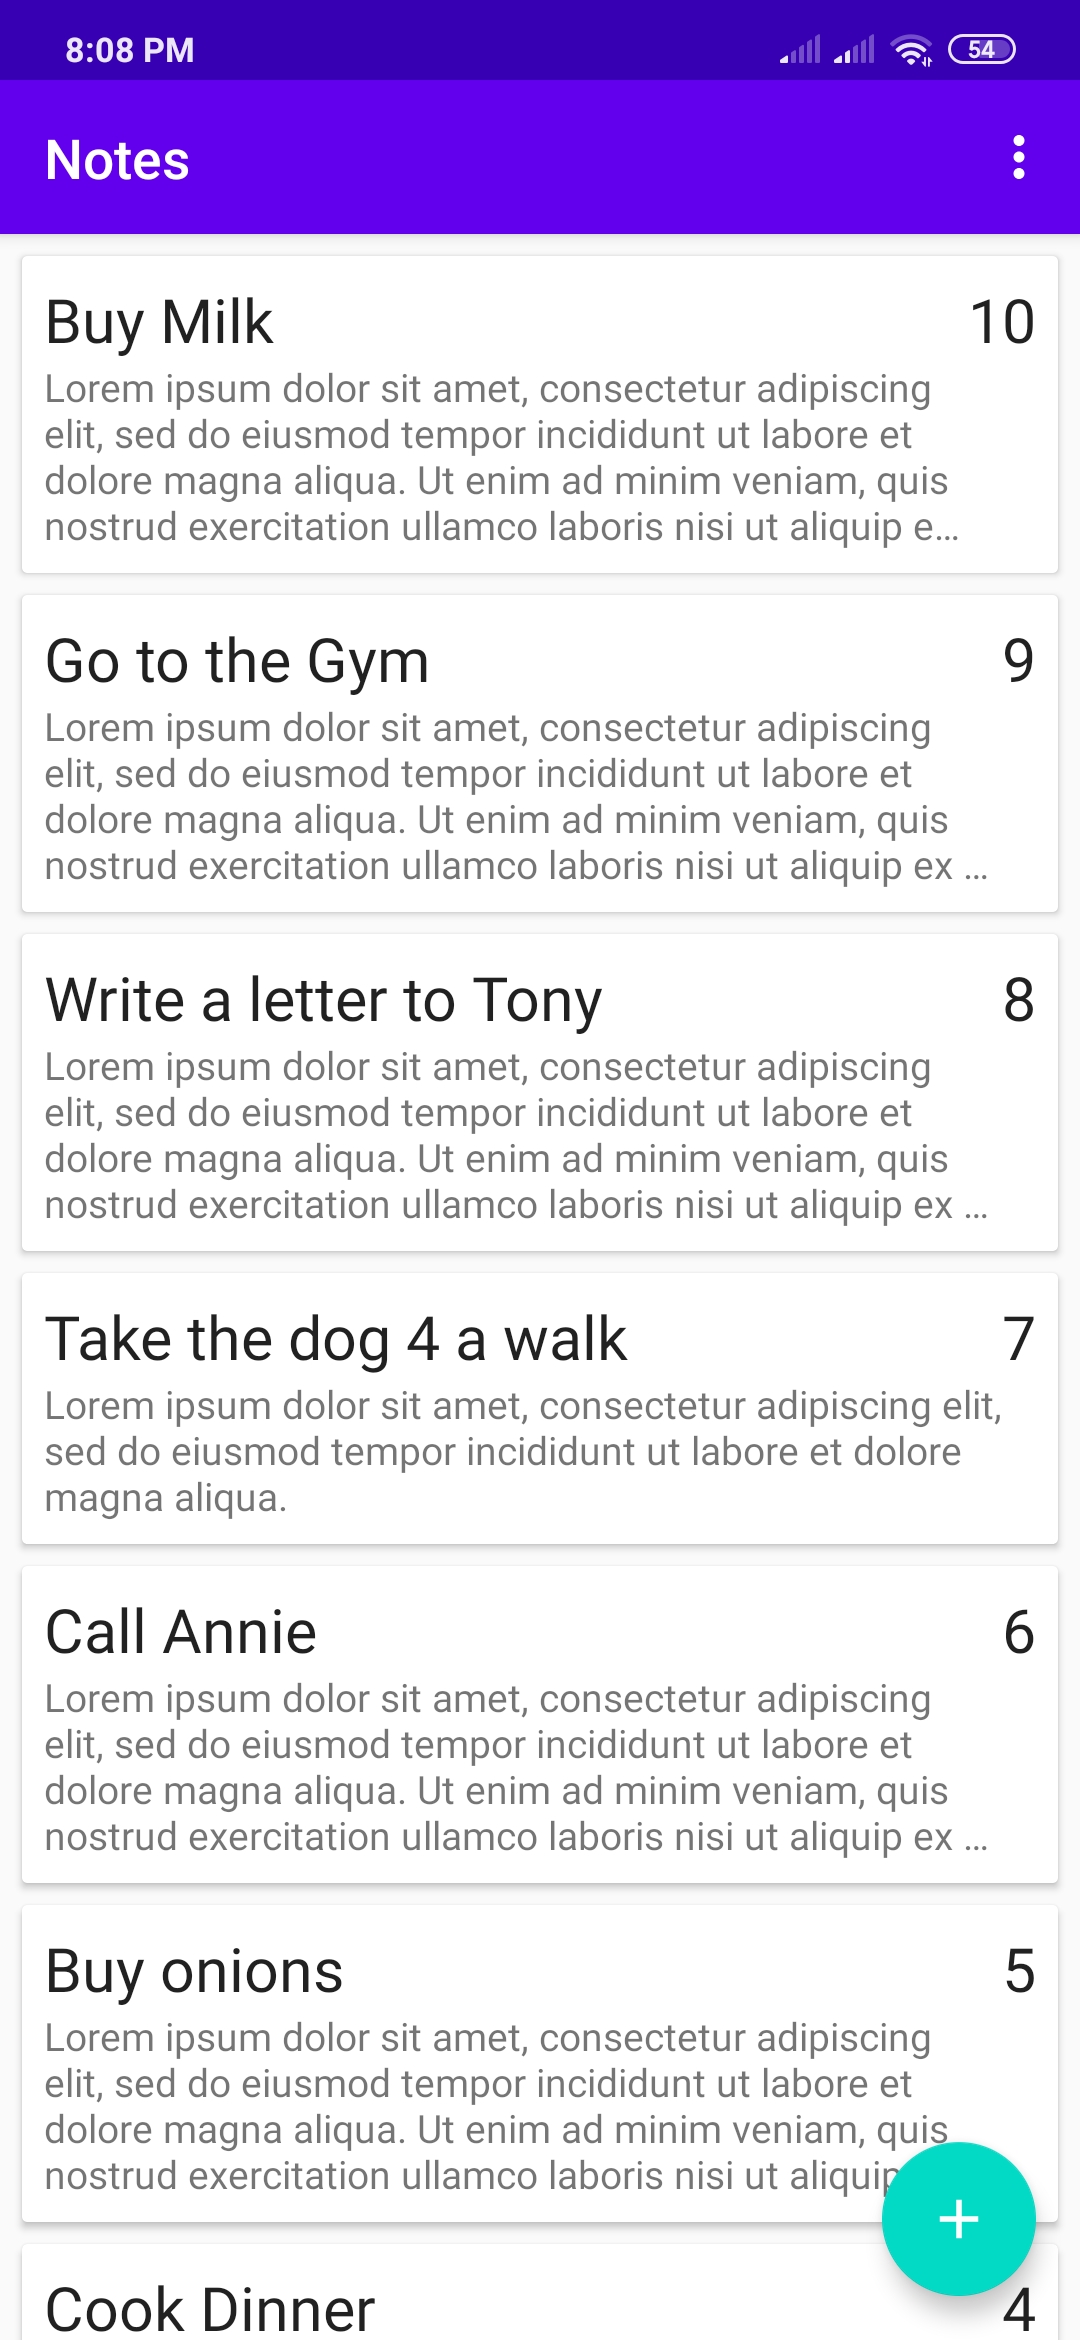 8:08 PM 54
Notes
Buy Milk 10
Lorem ipsum dolor sit amet, consectetur adipiscing
elit, sed do eiusmod tempor incididunt ut labore et
dolore magna aliqua. Ut enim ad minim veniam, quis
nostrud exercitation ullamco laboris nisi ut aliquip e...
Go to the Gym 9
Lorem ipsum dolor sit amet, consectetur adipiscing
elit, sed do eiusmod tempor incididunt ut labore et
dolore magna aliqua. Ut enim ad minim veniam, quis
nostrud exercitation ullamco laboris nisi ut aliquip ex ...
Write a letter to Tony 8
Lorem ipsum dolor sit amet, consectetur adipiscing
elit, sed do eiusmod tempor incididunt ut labore et
dolore magna aliqua. Ut enim ad minim veniam, quis
nostrud exercitation ullamco laboris nisi ut aliquip ex ...
Take the dog 4 a walk 7
Lorem ipsum dolor sit amet, consectetur adipiscing elit,
sed do eiusmod tempor incididunt ut labore et dolore
magna aliqua.
Call Annie 6
Lorem ipsum dolor sit amet, consectetur adipiscing
elit, sed do eiusmod tempor incididunt ut labore et
dolore magna aliqua. Ut enim ad minim veniam, quis
nostrud exercitation ullamco laboris nisi ut aliquip ex ...
Buy onions 5
Lorem ipsum dolor sit amet, consectetur adipiscing
elit, sed do eiusmod tempor incididunt ut labore et
dolore magna aliqua. Ut enim ad minim veniam, quis
nostrud exercitation ullamco laboris nisi ut aliquip
Cook Dinner 4